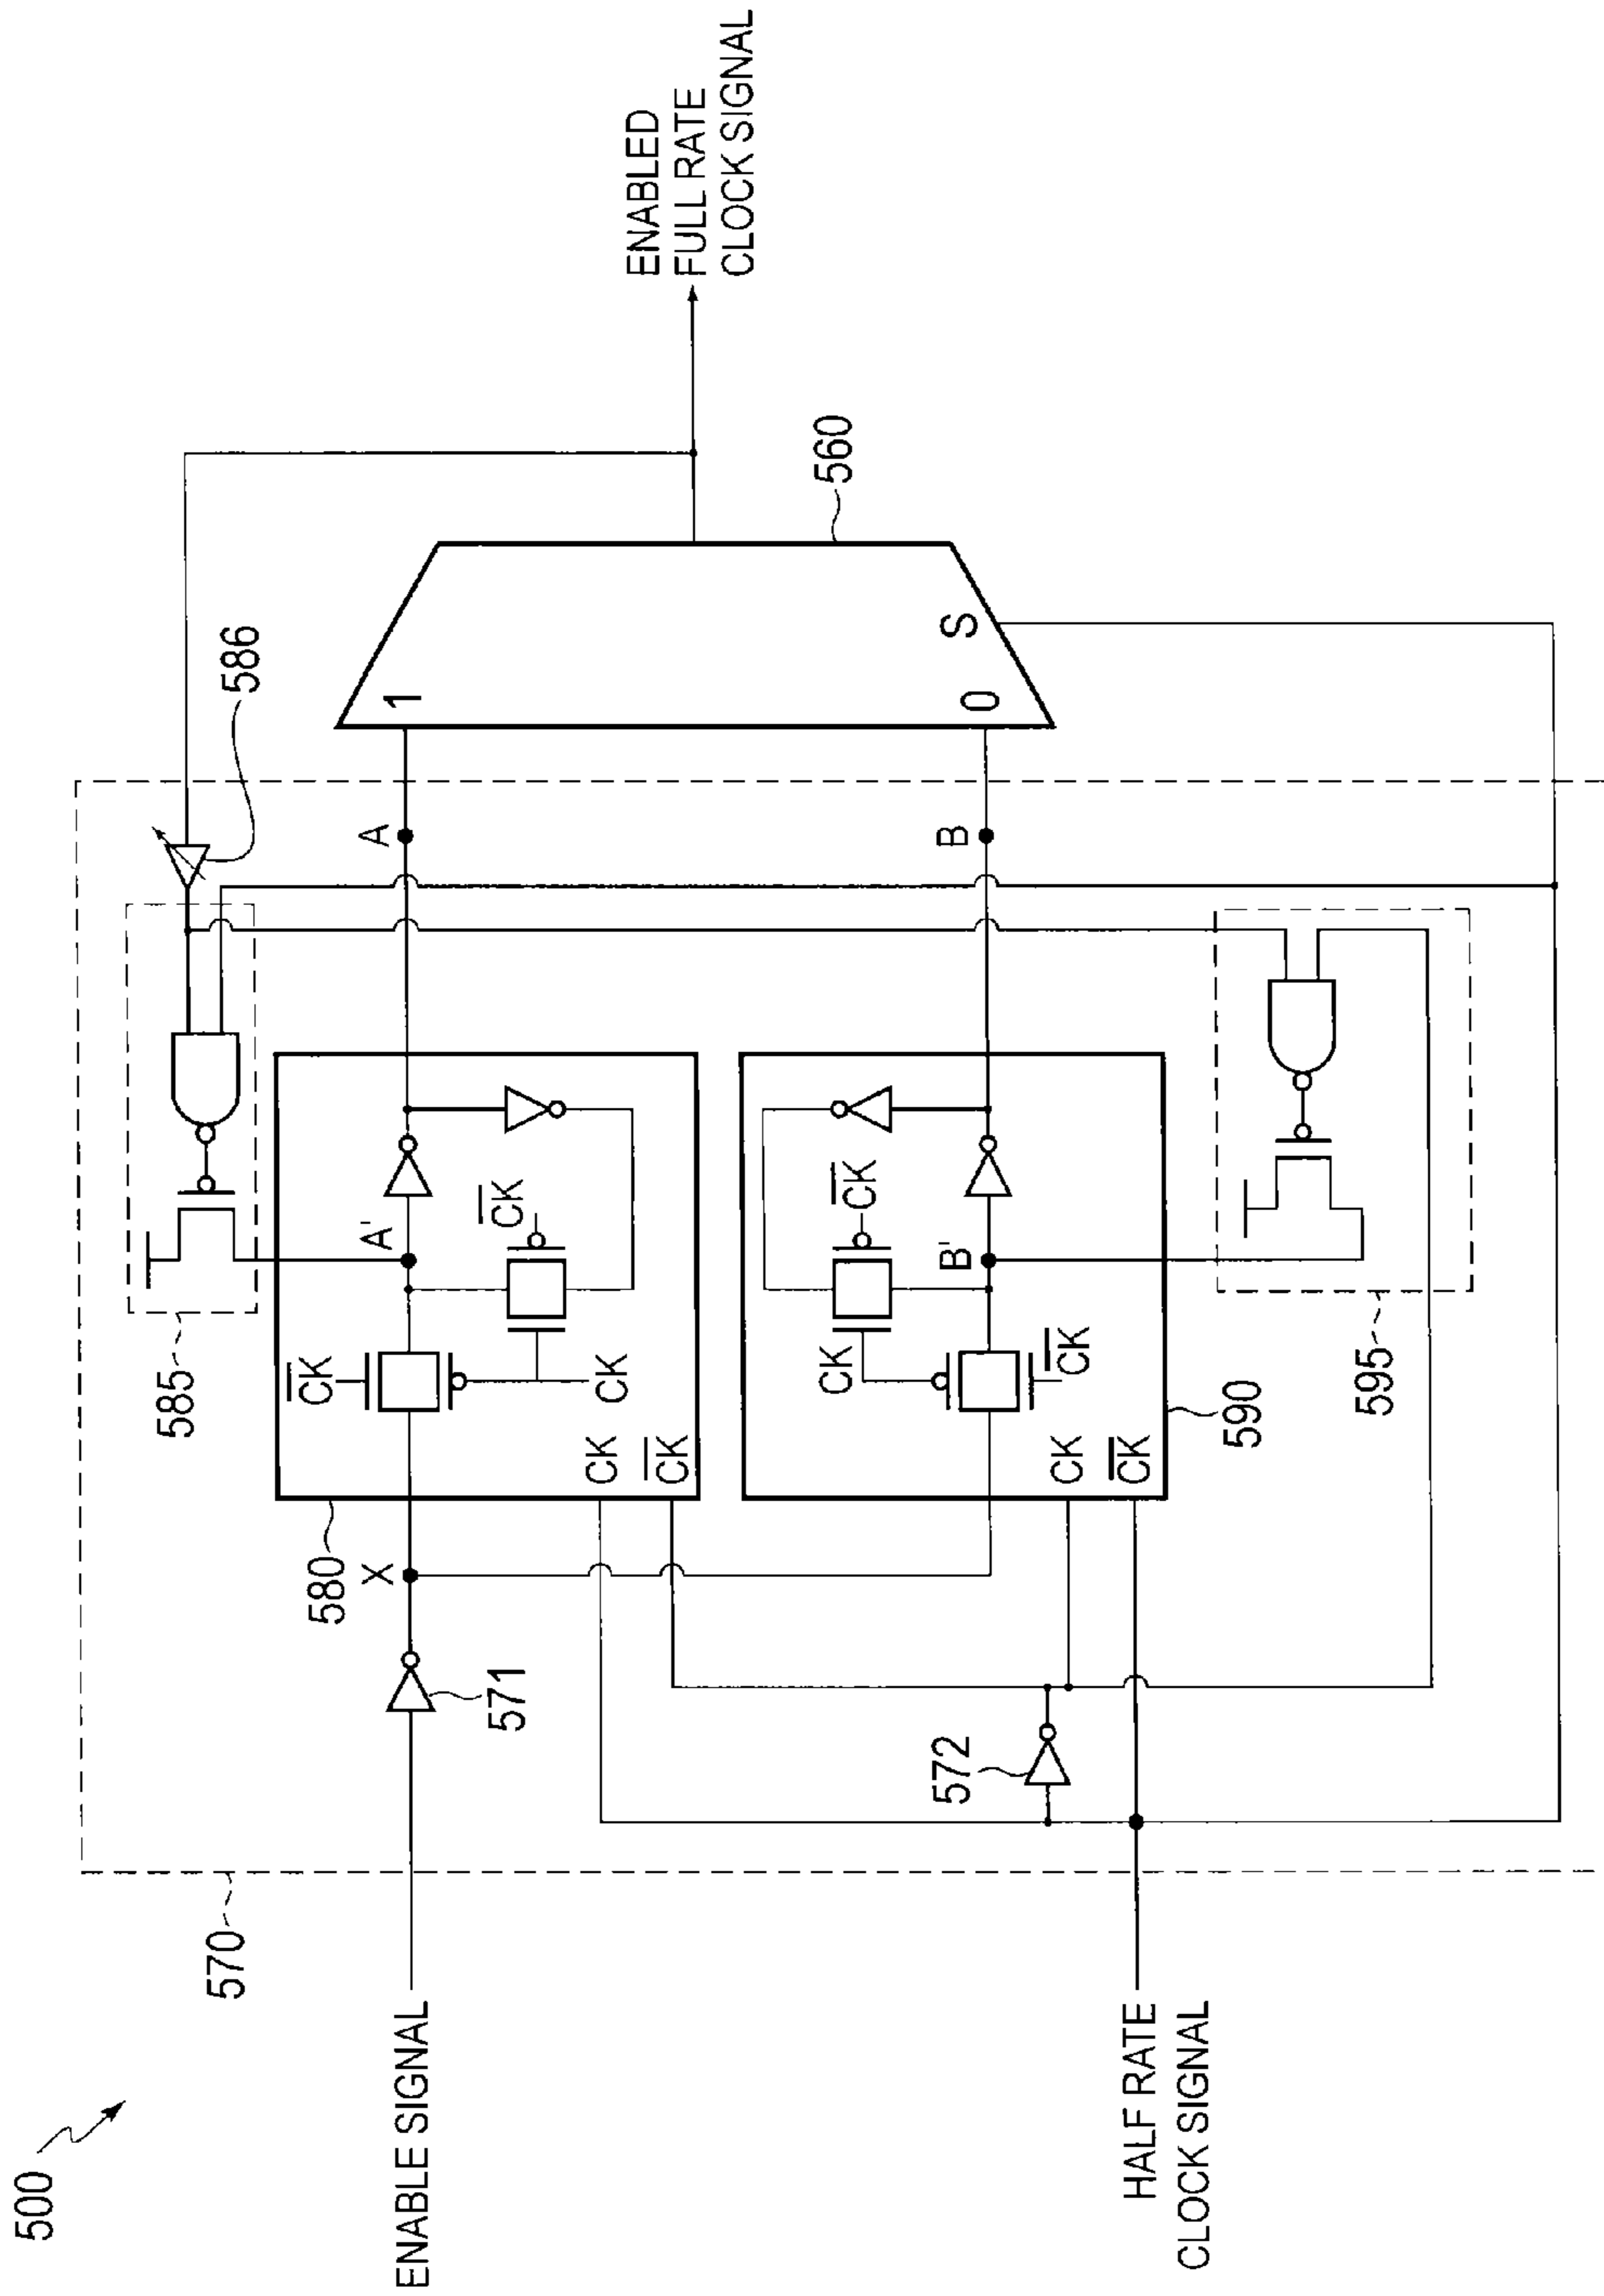 500
570
585
586
ENABLE SIGNAL
571
X
580
CK
CK
A'
CK
CK
CK
A
1
560
ENABLED
FULL RATE
CLOCK SIGNAL
HALF RATE
CLOCK SIGNAL
572
CK
CK
CK
CK
CK
B'
B
0
S
590
595